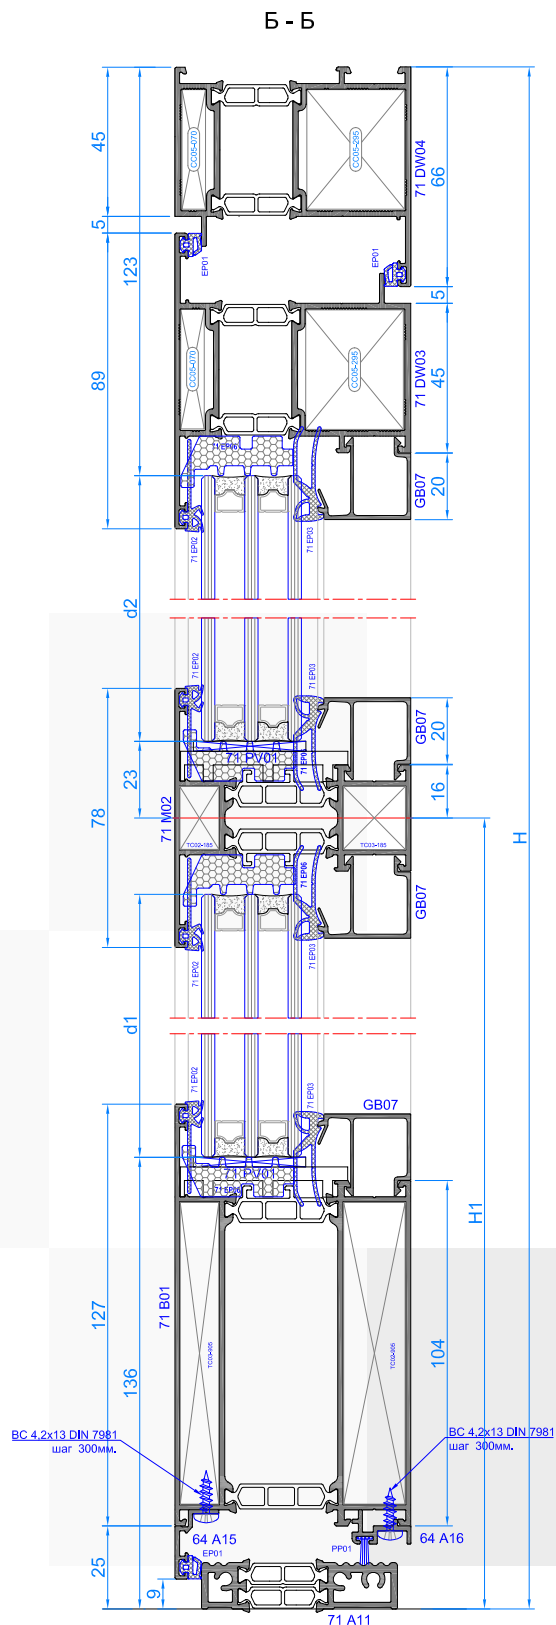 Б - Б
45
CC05-070
CC05-295
71 DW04
66
5
123
EP01
EP01
5
89
CC05-070
CC05-295
71 DW03
45
71 EP06
GB07
20
71 EP02
71 EP03
d2
71 EP02
71 EP03
GB07
20
71 PV01
23
16
71 M02
78
TC02-185
TC03-185
H
71 EP06
GB07
71 EP02
71 EP03
d1
71 EP02
71 EP03
GB07
71 PV01
H1
71 B01
127
136
104
BC 4,2x13 DIN 7981
шаг 300мм.
BC 4,2x13 DIN 7981
шаг 300мм.
64 A15
64 A16
EP01
PP01
25
9
71 A11